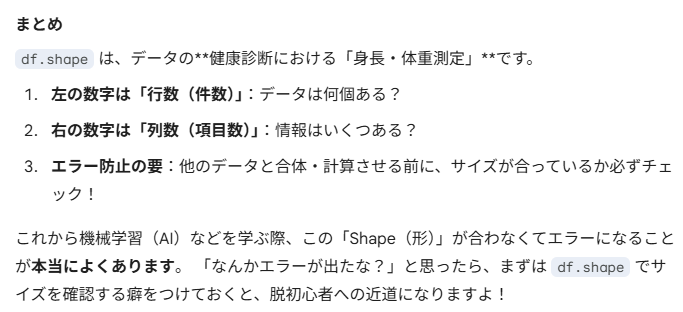 まとめ
df.shape は、データの**健康診断における「身長・体重測定」**です。
1. 左の数字は「行数（件数）」：データは何個ある？
2. 右の数字は「列数（項目数）」：情報はいくつある？
3. エラー防止の要：他のデータと合体・計算させる前に、サイズが合っているか必ずチェ
ック！
これから機械学習（AI）などを学ぶ際、この「Shape（形）」が合わなくてエラーになること
が本当によくあります。 「なんかエラーが出たな？」と思ったら、まずは df.shape でサ
イズを確認する癖をつけておくと、脱初心者への近道になりますよ！